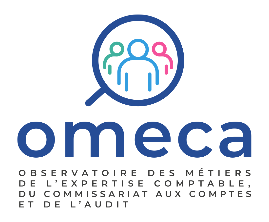 omeca
OBSERVATOIRE DES MÉTIERS
DE L'EXPERTISE COMPTABLE,
DU COMMISSARIAT AUX COMPTES
ET DE L'AUDIT